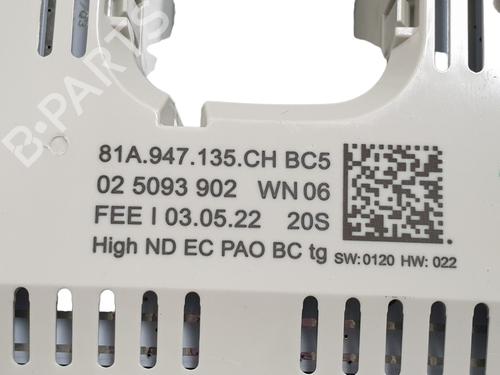 B-PARTS
81A.947.135.CH BC5
02 5093 902 WN 06
FEE I 03.05.22 20S
High ND EC PAO BC tg SW:0120 HW: 022